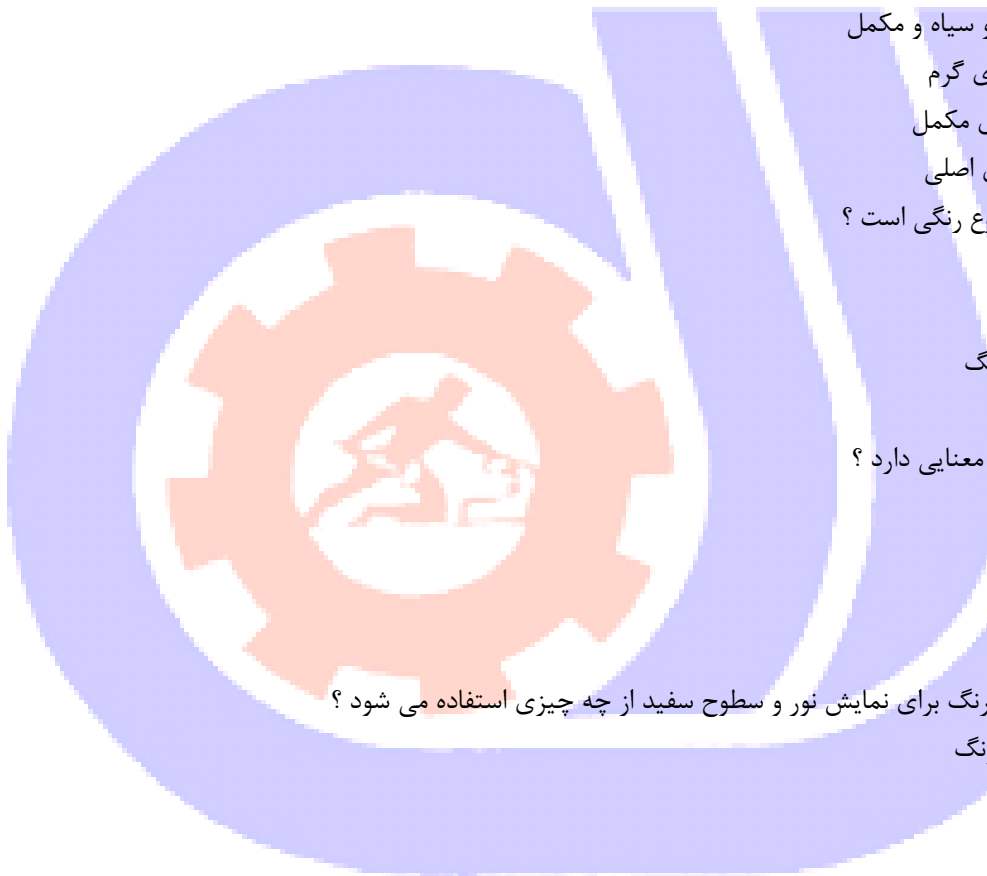 و سیاه و مکمل
ی گرم
مکمل
اصلی
وع رنگی است ؟
گ
معنایی دارد ؟
رنگ برای نمایش نور و سطوح سفید از چه چیزی استفاده می شود ؟
نگ